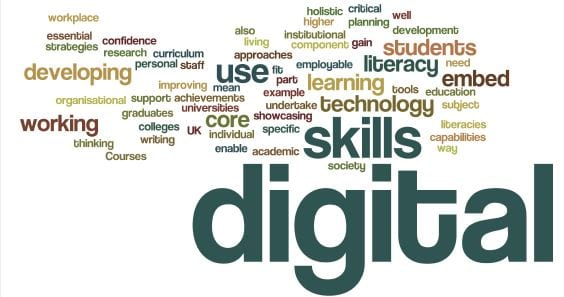 holistic critical
workplace higher planning well
also institutional development
essential confidence living component gain students
strategies research curriculum approaches literacy need
developing personal staff use fit employable embed
improving mean part learning tools education
organisational support achievements example technology subject
graduates universities core undertake
working colleges UK showcasing skills literacies
thinking writing individual specific capabilities
Courses enable academic way
society
digital